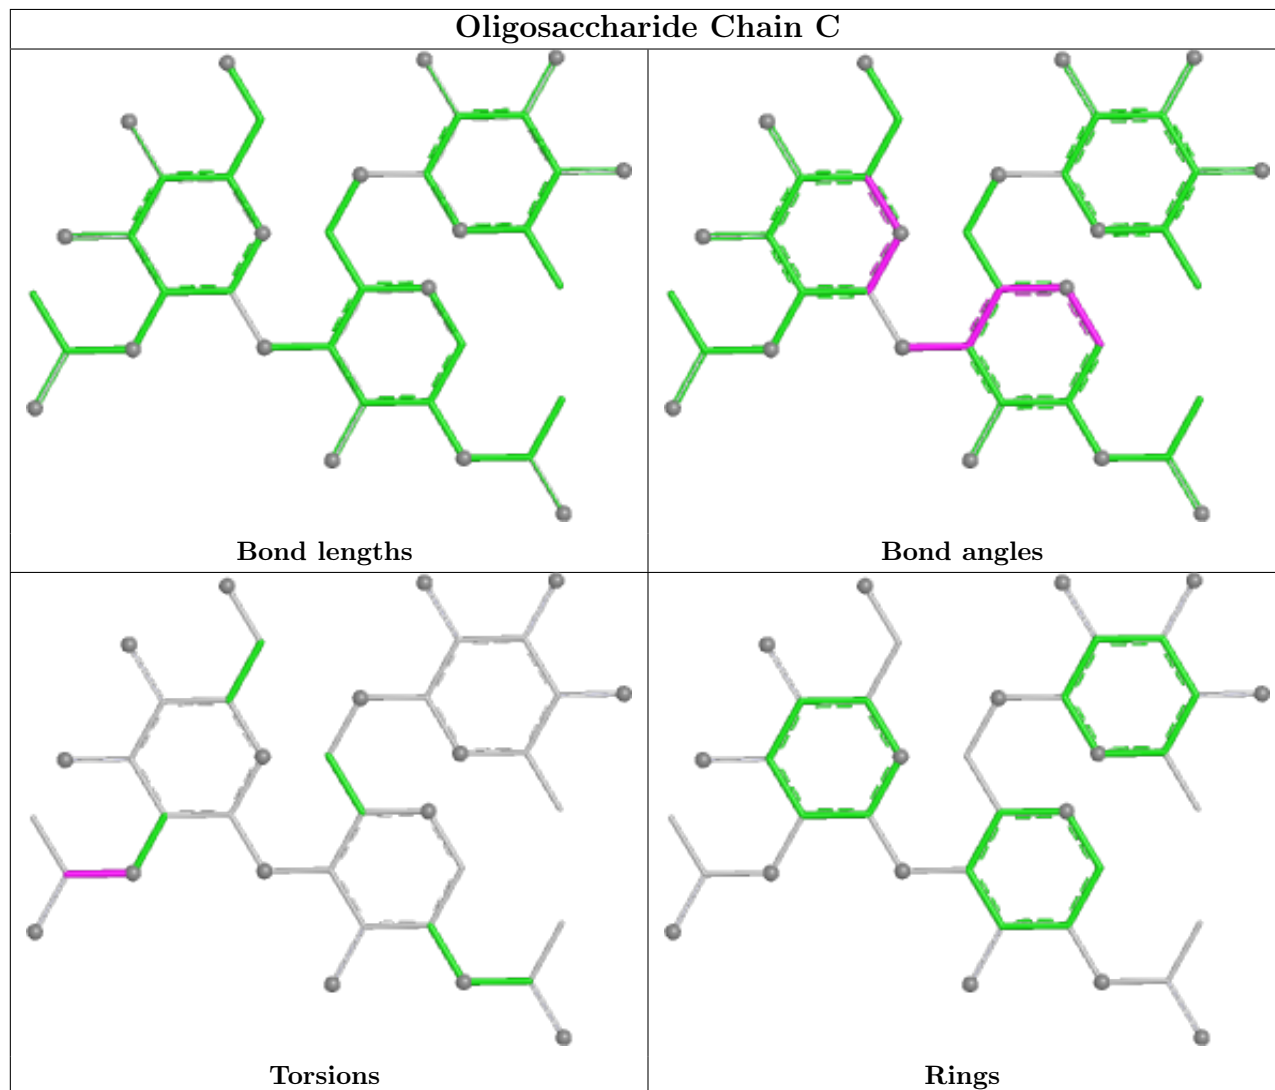 Oligosaccharide Chain C
Bond lengths
Bond angles
Torsions
Rings